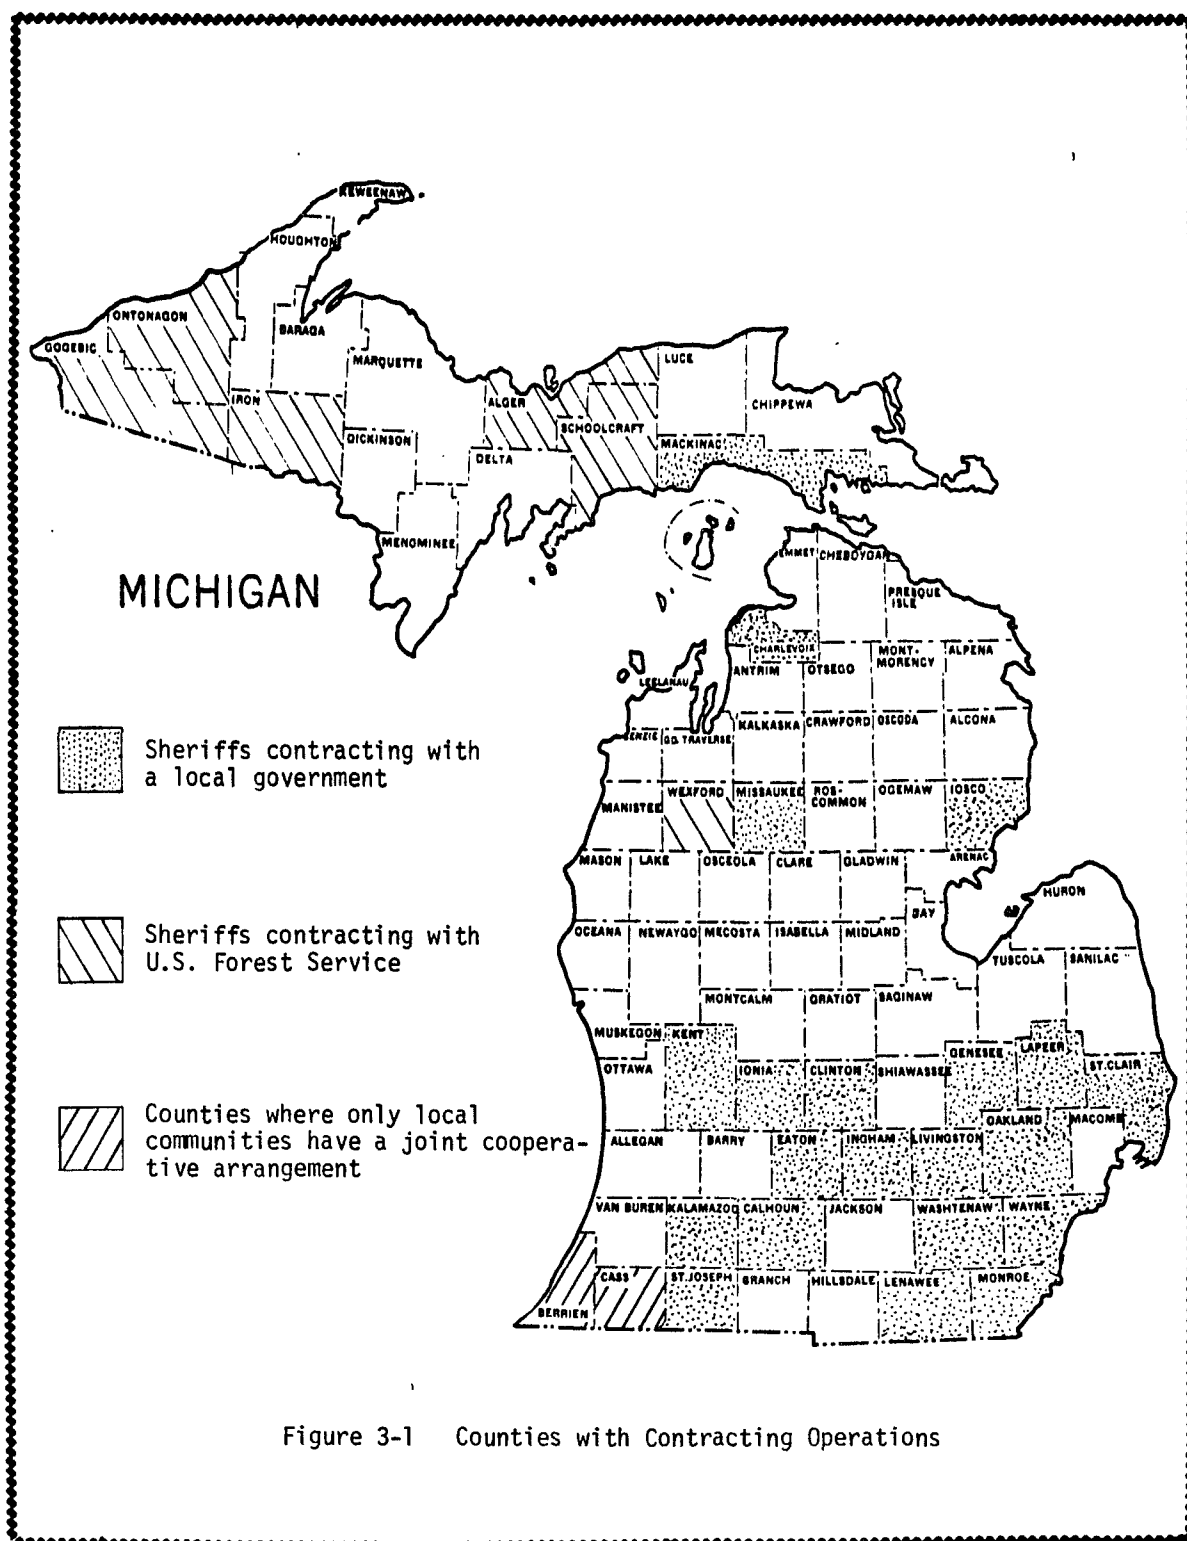 KEWEENAW
HOUGHTON
ONTONAGON
BARAGA
GOGEBIC
MARQUETTE
LUCE
IRON
ALGER
CHIPPEWA
SCHOOLCRAFT
DICKINSON
MACKINAC
DELTA
MENOMINEE
EMMET
CHEBOYGAN
MICHIGAN
PRESQUE
ISLE
CHARLEVOIX
MONT-
MORENCY
ALPENA
ANTRIM
OTSEGO
LEELANAU
KALKASKA
CRAWFORD
OSCODA
ALCONA
BENZIE
GD. TRAVERSE
Sheriffs contracting with
a local government
WEXFORD
MISSAUKEE
ROS-
COMMON
OGEMAW
IOSCO
MANISTEE
MASON
LAKE
OSCEOLA
CLARE
GLADWIN
ARENAC
HURON
BAY
Sheriffs contracting with
U.S. Forest Service
OCEANA
NEWAYGO
MECOSTA
ISABELLA
MIDLAND
TUSCOLA
SANILAC
MONTCALM
GRATIOT
SAGINAW
MUSKEGON
KENT
OTTAWA
IONIA
CLINTON
SHIAWASSEE
GENESEE
LAPEER
ST.CLAIR
Counties where only local
communities have a joint coopera-
tive arrangement
OAKLAND
MACOMB
ALLEGAN
BARRY
EATON
INGHAM
LIVINGSTON
VAN BUREN
KALAMAZOO
CALHOUN
JACKSON
WASHTENAW
WAYNE
CASS
ST.JOSEPH
BRANCH
HILLSDALE
LENAWEE
MONROE
BERRIEN
Figure 3-1 Counties with Contracting Operations